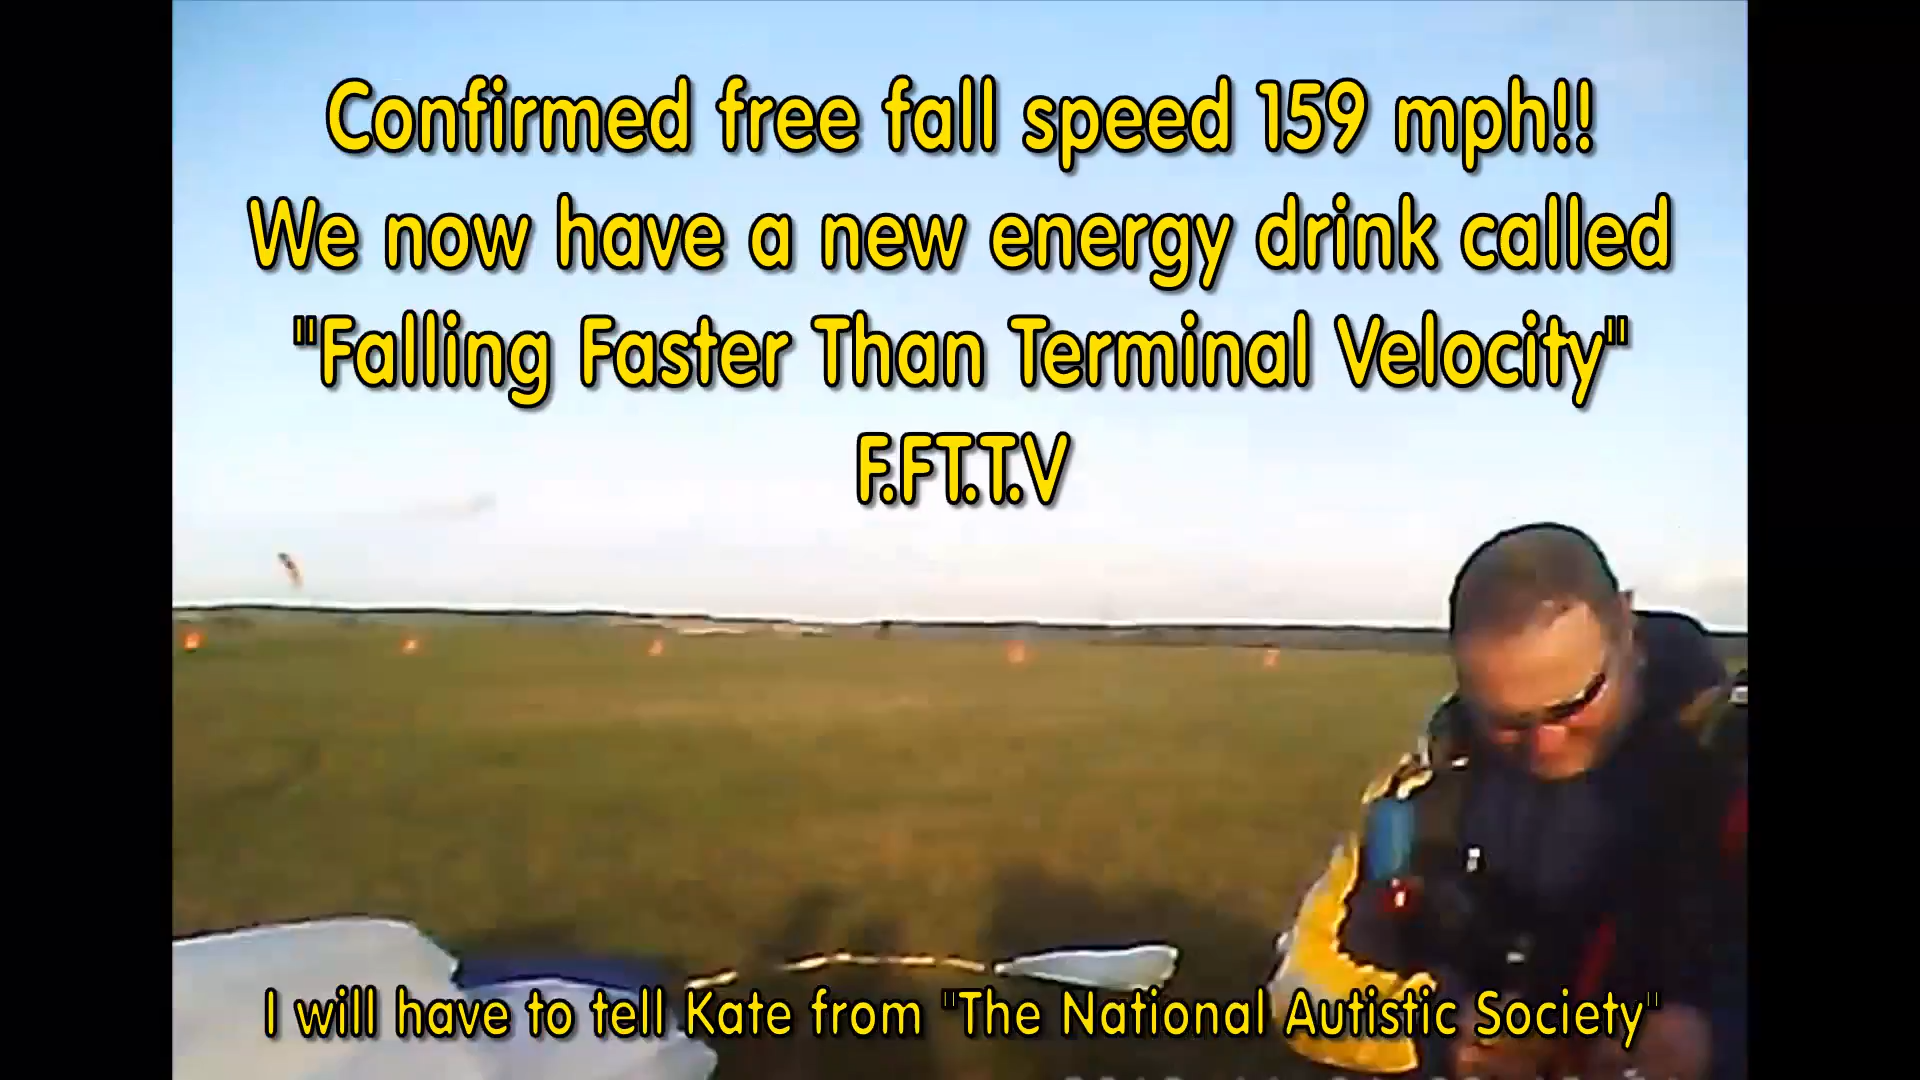 Confirmed free fall speed 159 mph!!
We now have a new energy drink called
"Falling Faster Than Terminal Velocity"
F.F.T.T.V
I will have to tell Kate from "The National Autistic Society"